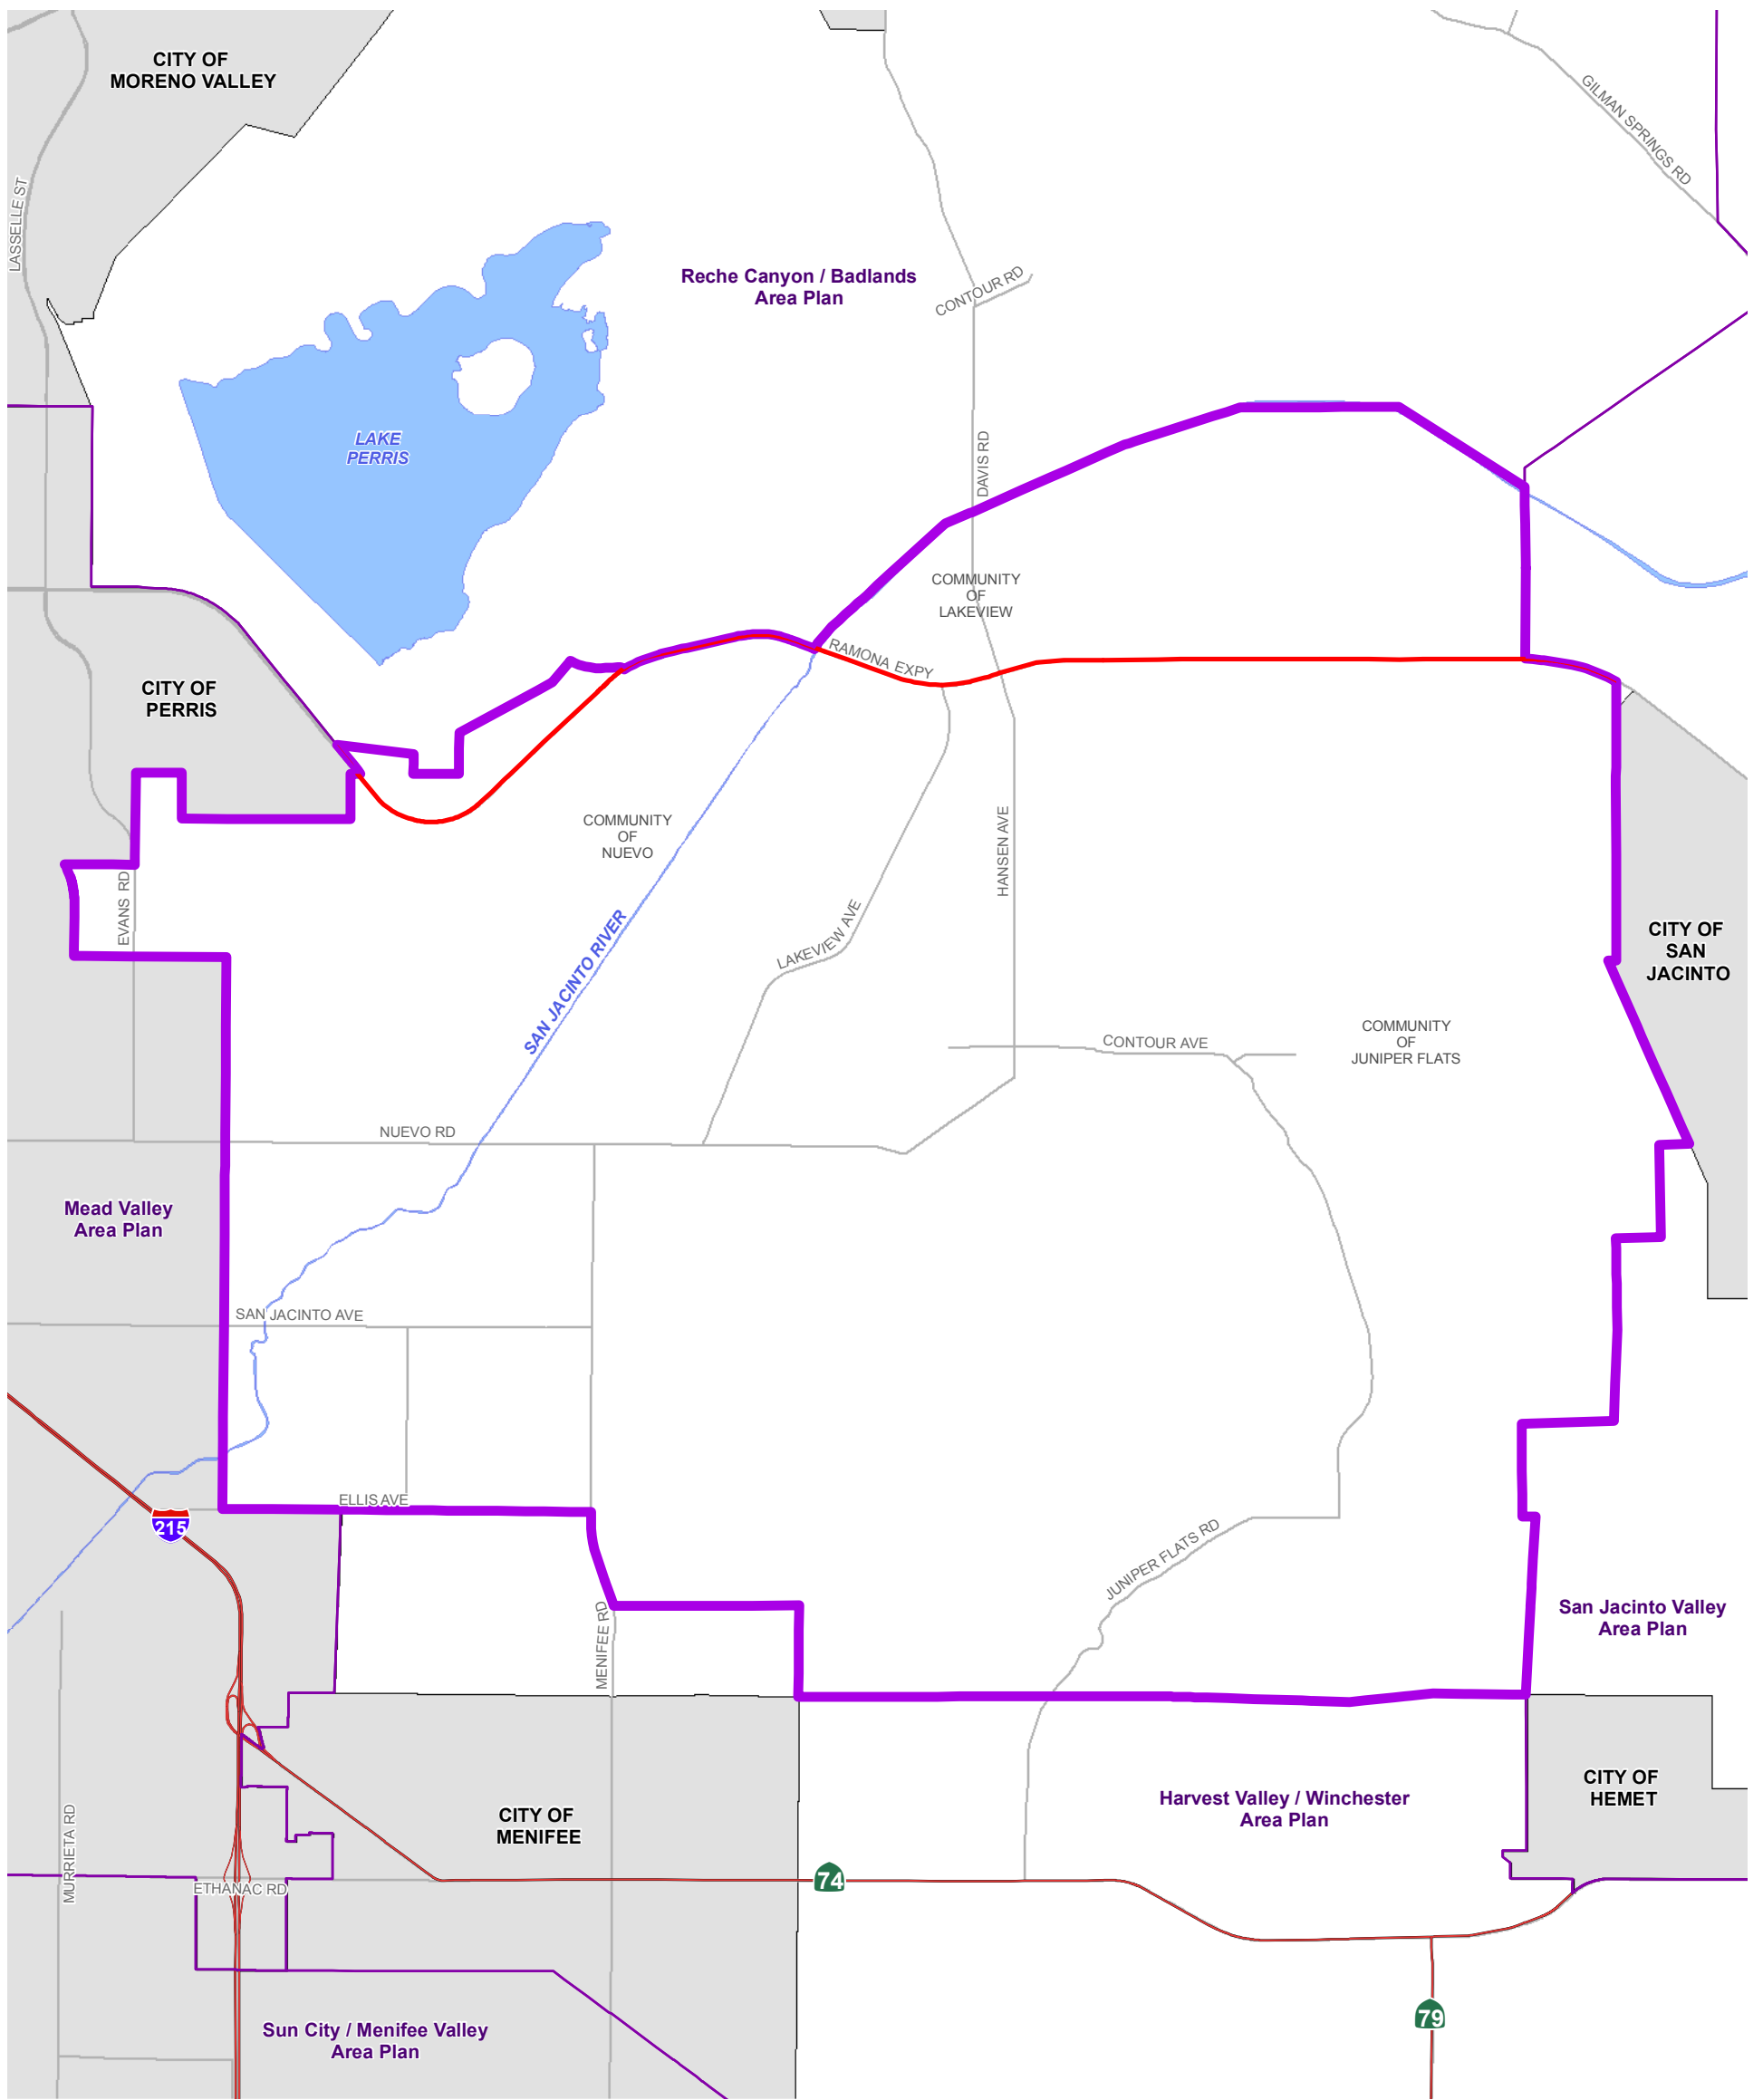 CITY OF
MORENO VALLEY
GILMAN SPRINGS RD
LASSELLE ST
Reche Canyon / Badlands
Area Plan
CONTOUR RD
LAKE
PERRIS
DAVIS RD
COMMUNITY
OF
LAKEVIEW
RAMONA EXPY
CITY OF
PERRIS
COMMUNITY
OF
NUEVO
HANSEN AVE
EVANS RD
LAKEVIEW AVE
CITY OF
SAN
JACINTO
SAN JACINTO RIVER
COMMUNITY
OF
JUNIPER FLATS
CONTOUR AVE
NUEVO RD
Mead Valley
Area Plan
SAN JACINTO AVE
ELLIS AVE
215
JUNIPER FLATS RD
San Jacinto Valley
Area Plan
MENIFEE RD
CITY OF
HEMET
Harvest Valley / Winchester
Area Plan
CITY OF
MENIFEE
MURRIETA RD
74
ETHANAC RD
79
Sun City / Menifee Valley
Area Plan